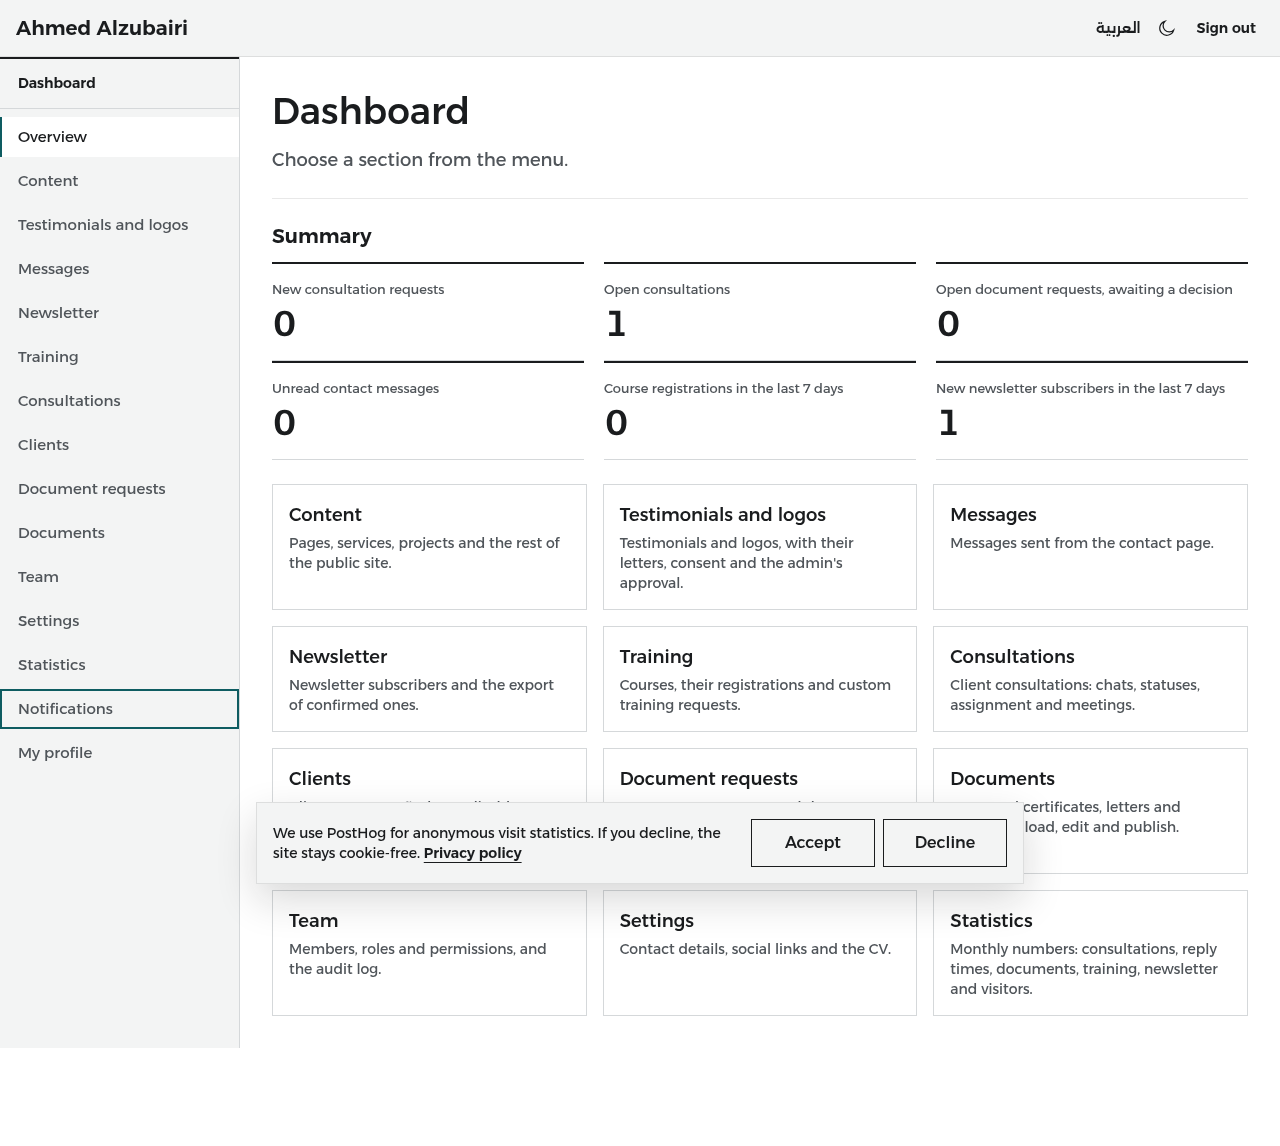 Ahmed Alzubairi
العربية
Sign out
Dashboard
Overview
Content
Testimonials and logos
Messages
Newsletter
Training
Consultations
Clients
Document requests
Documents
Team
Settings
Statistics
Notifications
My profile
Dashboard
Choose a section from the menu.
Summary
New consultation requests
0
Open consultations
1
Open document requests, awaiting a decision
0
Unread contact messages
0
Course registrations in the last 7 days
0
New newsletter subscribers in the last 7 days
1
Content
Pages, services, projects and the rest of
the public site.
Testimonials and logos
Testimonials and logos, with their
letters, consent and the admin's
approval.
Messages
Messages sent from the contact page.
Newsletter
Newsletter subscribers and the export
of confirmed ones.
Training
Courses, their registrations and custom
training requests.
Consultations
Client consultations: chats, statuses,
assignment and meetings.
Clients
Document requests
Documents
certificates, letters and
edit and publish.
We use PostHog for anonymous visit statistics. If you decline, the
site stays cookie-free. Privacy policy
Accept
Decline
Team
Members, roles and permissions, and
the audit log.
Settings
Contact details, social links and the CV.
Statistics
Monthly numbers: consultations, reply
times, documents, training, newsletter
and visitors.